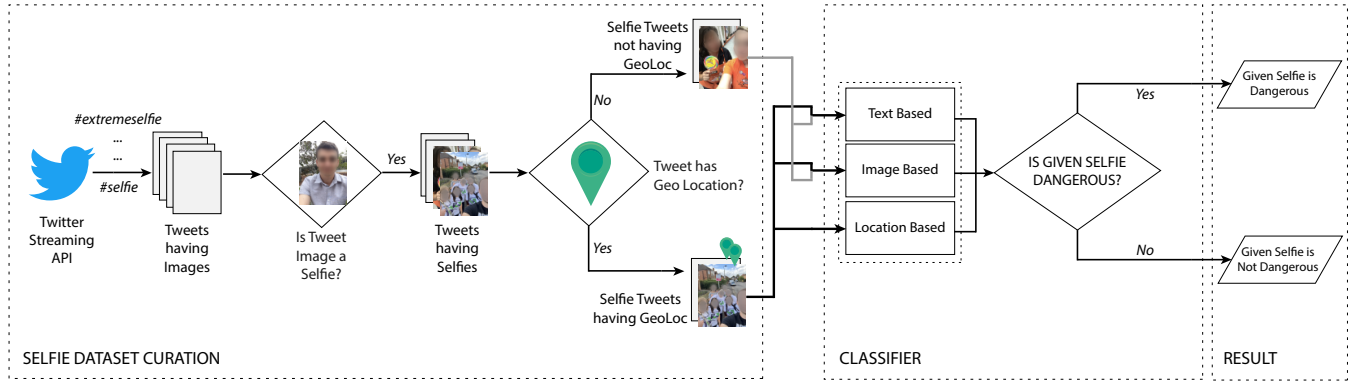 #extremeselfie
...
...
#selfie
Twitter
Streaming
API
Tweets
having
Images
Is Tweet
Image a
Selfie?
Yes
Tweets
having
Selfies
No
Selfie Tweets
not having
GeoLoc
Tweet has
Geo Location?
Yes
Selfie Tweets
having GeoLoc
SELFIE DATASET CURATION
Text Based
Image Based
Location Based
IS GIVEN SELFIE
DANGEROUS?
Yes
No
CLASSIFIER
Given Selfie is
Dangerous
Given Selfie is
Not Dangerous
RESULT